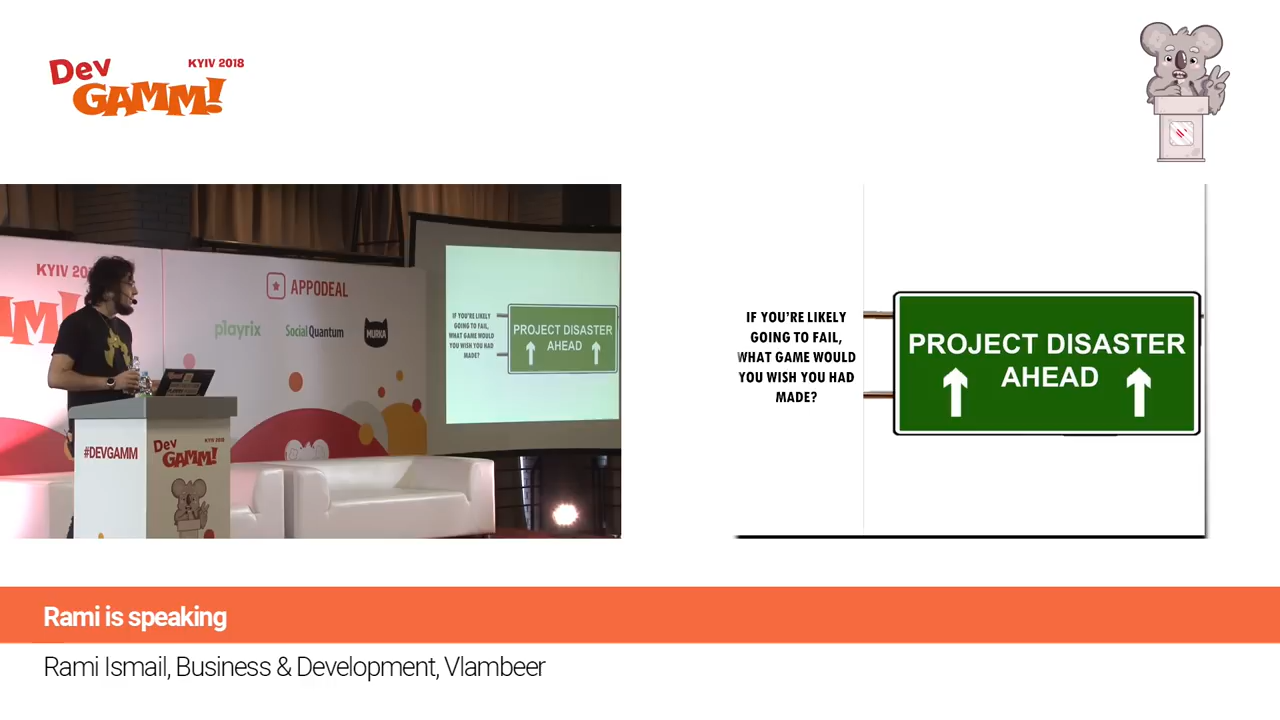 Dev
GAMM!
KYIV 2018
KYIV 20
APPODEAL
playrix
Social Quantum
MURKA
IF YOU'RE LIKELY
GOING TO FAIL,
WHAT GAME WOULD
YOU WISH YOU HAD
MADE?
PROJECT DISASTER
AHEAD
#DEVGAMM
Dev
GAMM!
KYIV 2018
IF YOU'RE LIKELY
GOING TO FAIL,
WHAT GAME WOULD
YOU WISH YOU HAD
MADE?
PROJECT DISASTER
AHEAD
Rami is speaking
Rami Ismail, Business & Development, Vlambeer